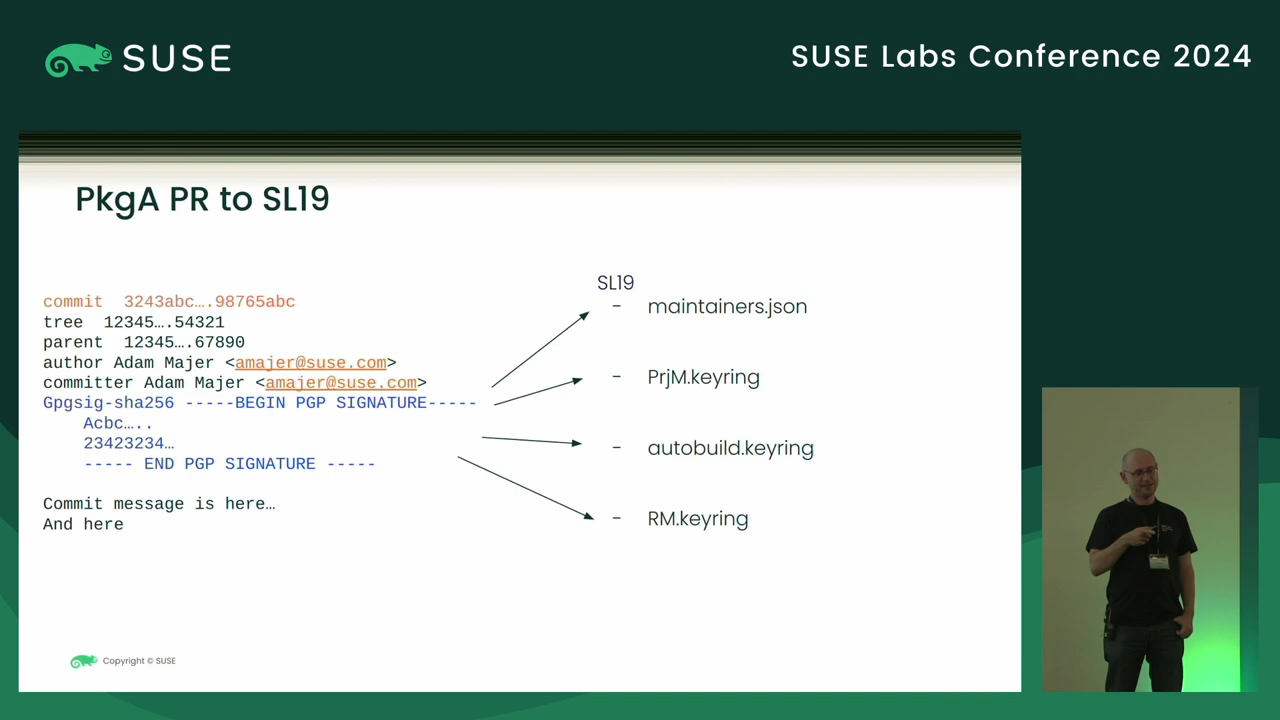 SUSE
SUSE Labs Conference 2024
PkgA PR to SL19
commit  3243abc….98765abc
tree  12345….54321
parent  12345….67890
author Adam Majer <amajer@suse.com>
committer Adam Majer <amajer@suse.com>
Gpgsig-sha256 -----BEGIN PGP SIGNATURE-----
Acbc…..
23423234…
----- END PGP SIGNATURE -----
Commit message is here…
And here
SL19
- maintainers.json
- PrjM.keyring
- autobuild.keyring
- RM.keyring
Copyright © SUSE